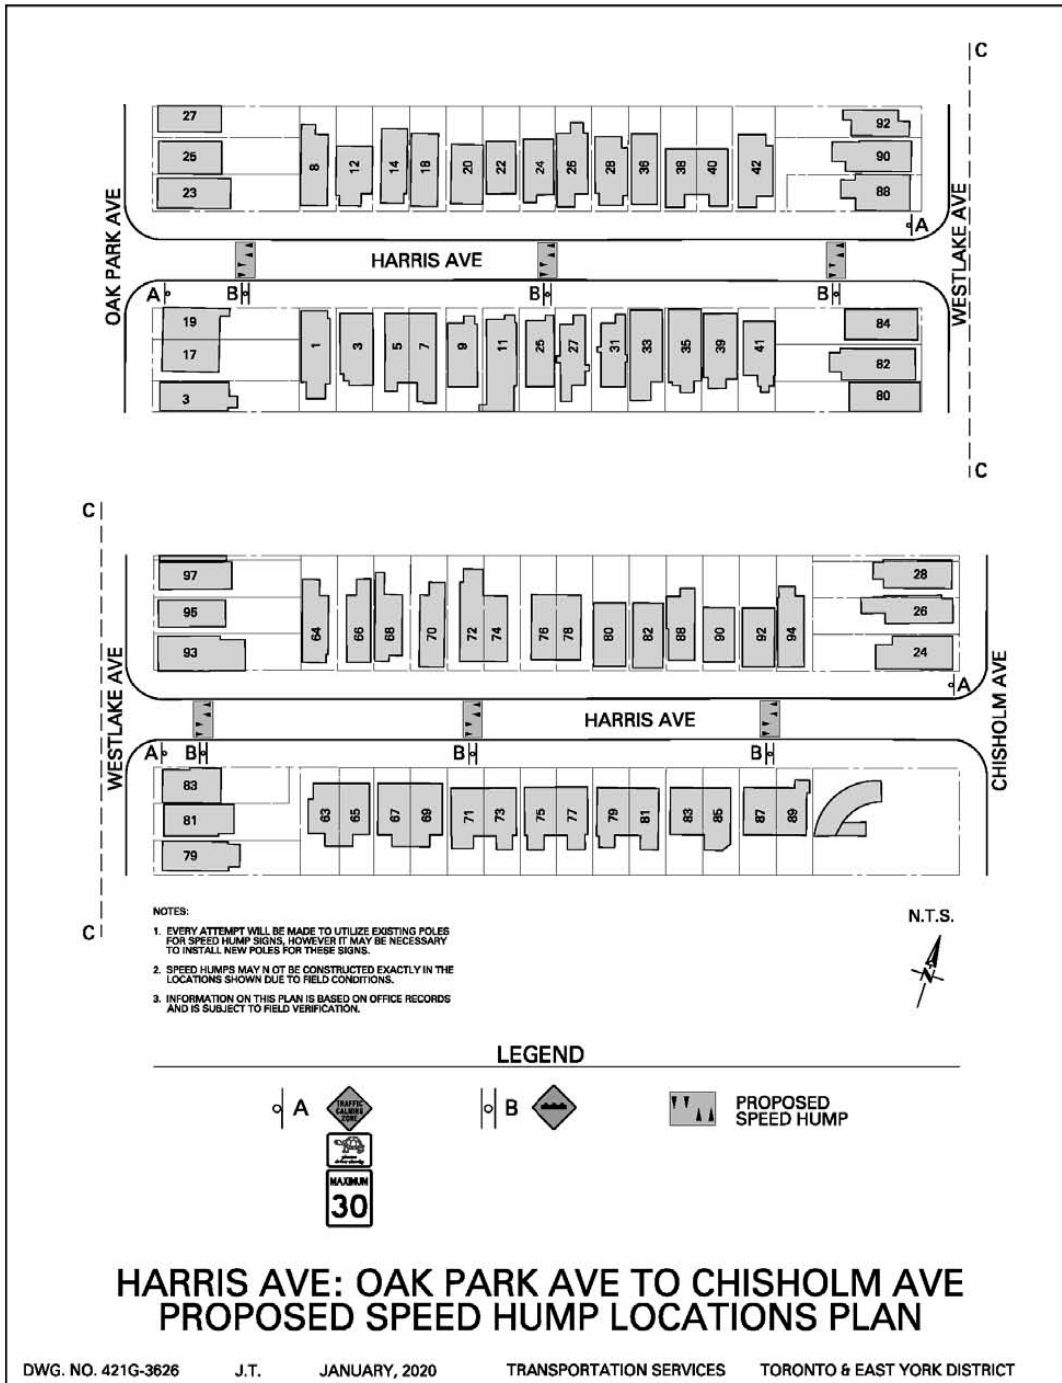 C
27
25
23
8
12
14
18
20
22
24
26
28
36
38
40
42
92
90
88
A
OAK PARK AVE
HARRIS AVE
WESTLAKE AVE
A
B
B
B
19
17
3
1
3
5
7
9
11
25
27
31
33
35
39
41
84
82
80
C
C
97
95
93
64
66
68
70
72
74
76
78
80
82
88
90
92
94
28
26
24
A
WESTLAKE AVE
HARRIS AVE
CHISHOLM AVE
A
B
B
B
83
81
79
63
65
67
69
71
73
75
77
79
81
83
85
87
89
C
NOTES:
1. EVERY ATTEMPT WILL BE MADE TO UTILIZE EXISTING POLES
FOR SPEED HUMP SIGNS, HOWEVER IT MAY BE NECESSARY
TO INSTALL NEW POLES FOR THESE SIGNS.
2. SPEED HUMPS MAY N OT BE CONSTRUCTED EXACTLY IN THE
LOCATIONS SHOWN DUE TO FIELD CONDITIONS.
3. INFORMATION ON THIS PLAN IS BASED ON OFFICE RECORDS
AND IS SUBJECT TO FIELD VERIFICATION.
N.T.S.
N
LEGEND
A
TRAFFIC
CALMING
ZONE
MAXIMUM
30
B
PROPOSED
SPEED HUMP
HARRIS AVE: OAK PARK AVE TO CHISHOLM AVE
PROPOSED SPEED HUMP LOCATIONS PLAN
DWG. NO. 421G-3626 J.T. JANUARY, 2020 TRANSPORTATION SERVICES TORONTO & EAST YORK DISTRICT